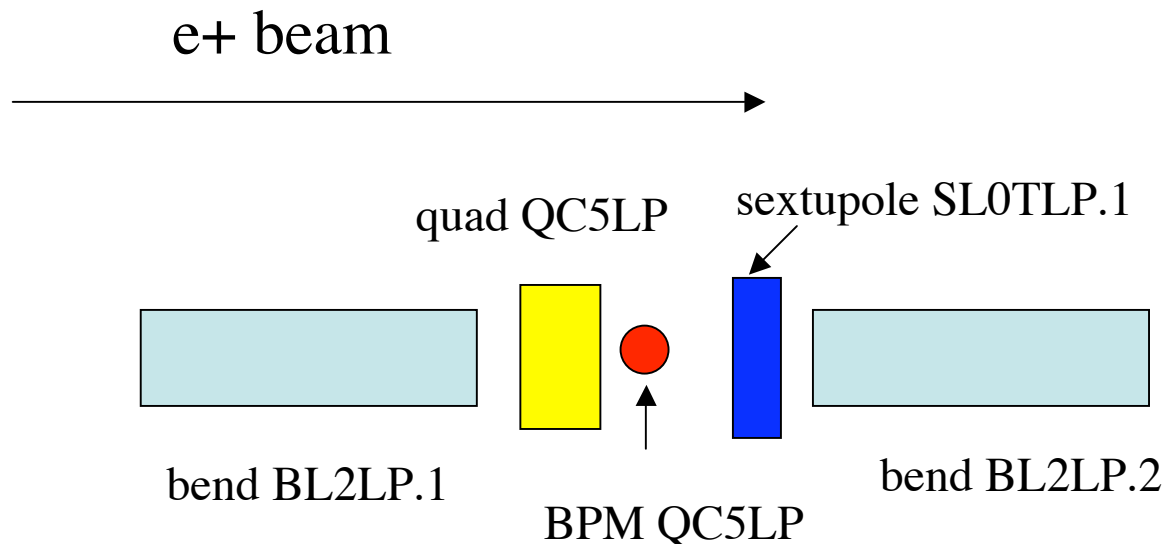 e+ beam
quad QC5LP
sextupole SL0TLP.1
bend BL2LP.1
BPM QC5LP
bend BL2LP.2